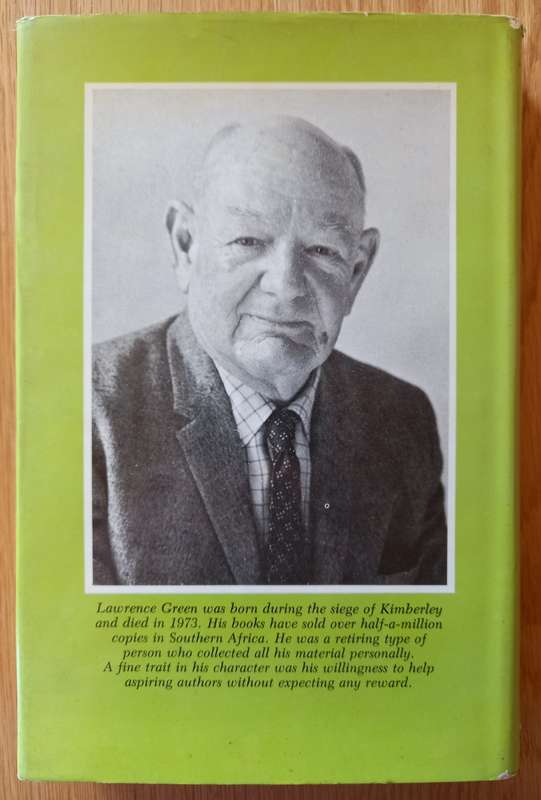 Lawrence Green was born during the siege of Kimberley
and died in 1973. His books have sold over half-a-million
copies in Southern Africa. He was a retiring type of
person who collected all his material personally.
A fine trait in his character was his willingness to help
aspiring authors without expecting any reward.